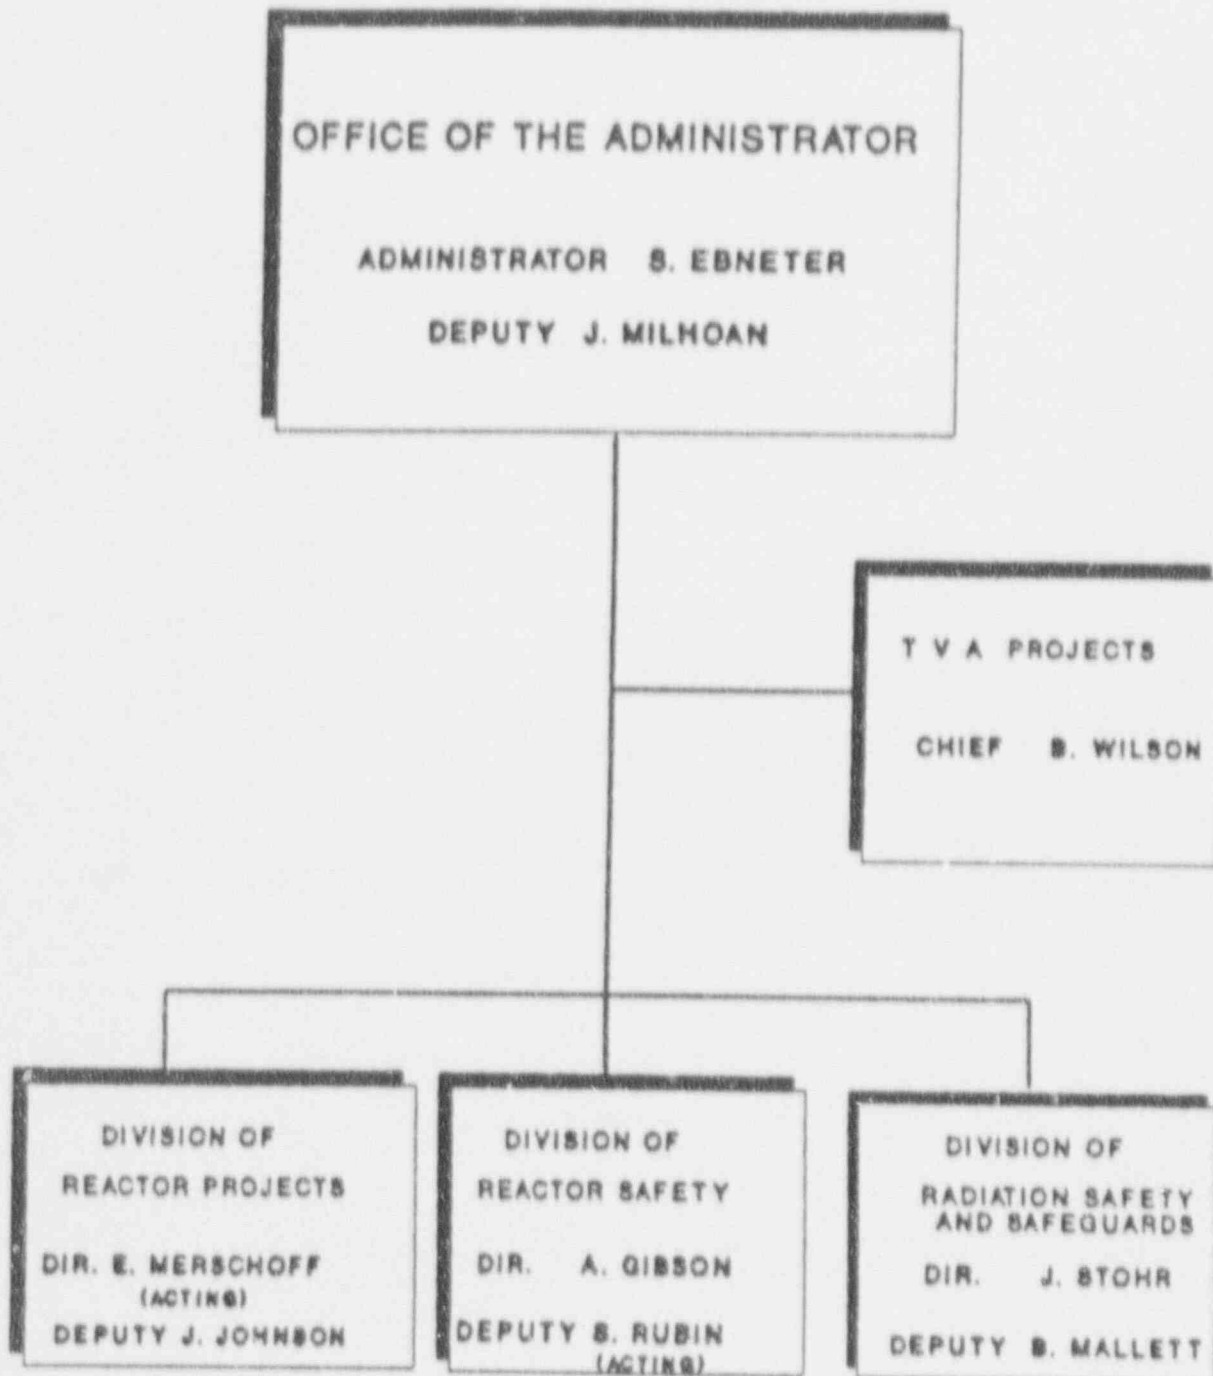 OFFICE OF THE ADMINISTRATOR
ADMINISTRATOR S. EBNETER
DEPUTY J. MILHOAN
T V A PROJECTS
CHIEF B. WILSON
DIVISION OF
REACTOR PROJECTS
DIR. E. MERSCHOFF
(ACTING)
DEPUTY J. JOHNSON
DIVISION OF
REACTOR SAFETY
DIR. A. GIBSON
DEPUTY S. RUBIN
(ACTING)
DIVISION OF
RADIATION SAFETY
AND SAFEGUARDS
DIR. J. STOHR
DEPUTY B. MALLETT